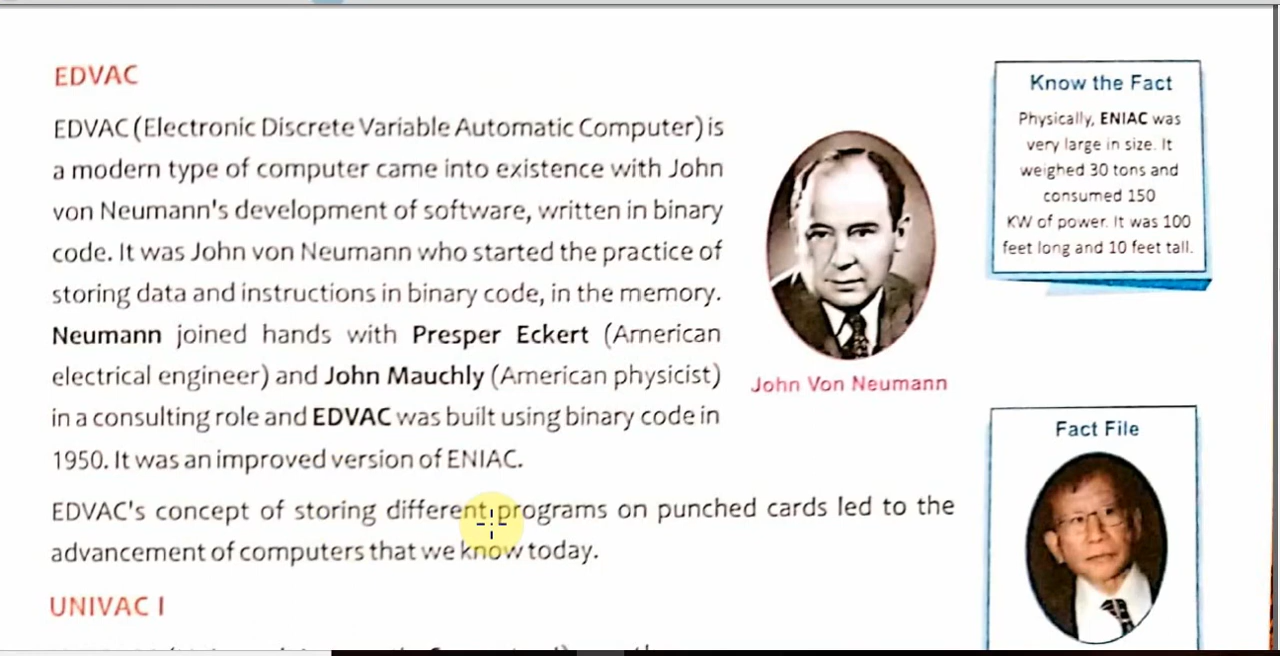 EDVAC
EDVAC (Electronic Discrete Variable Automatic Computer) is
a modern type of computer came into existence with John
von Neumann's development of software, written in binary
code. It was John von Neumann who started the practice of
storing data and instructions in binary code, in the memory.
Neumann joined hands with Presper Eckert (American
electrical engineer) and John Mauchly (American physicist)
in a consulting role and EDVAC was built using binary code in
1950. It was an improved version of ENIAC.
EDVAC's concept of storing different programs on punched cards led to the
advancement of computers that we know today.
UNIVAC I
John Von Neumann
Know the Fact
Physically, ENIAC was
very large in size. It
weighed 30 tons and
consumed 150
KW of power. It was 100
feet long and 10 feet tall.
Fact File